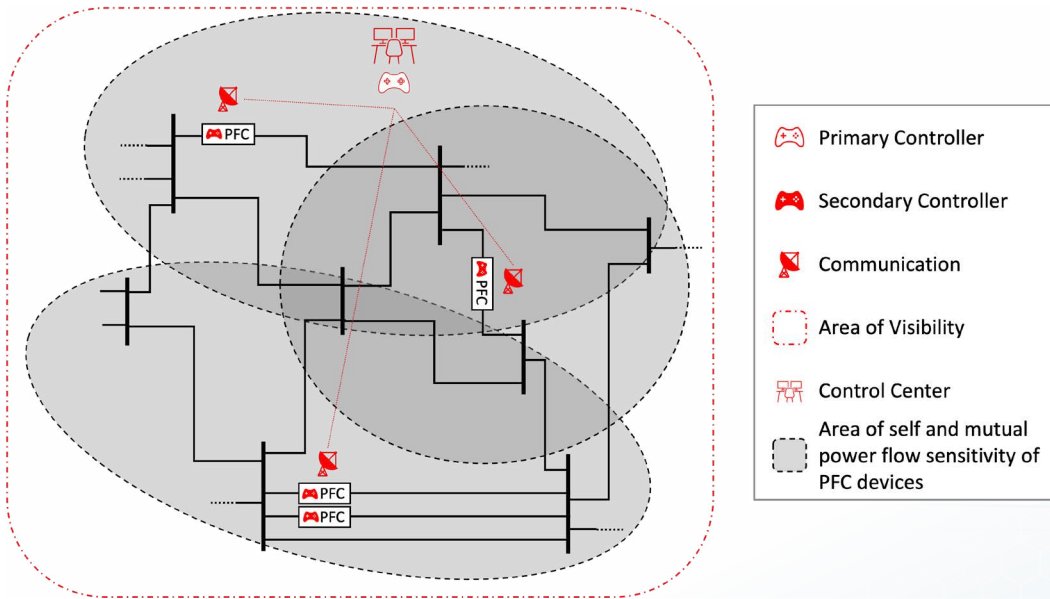 PFC
PFC
PFC
PFC
Primary Controller
Secondary Controller
Communication
Area of Visibility
Control Center
Area of self and mutual
power flow sensitivity of
PFC devices